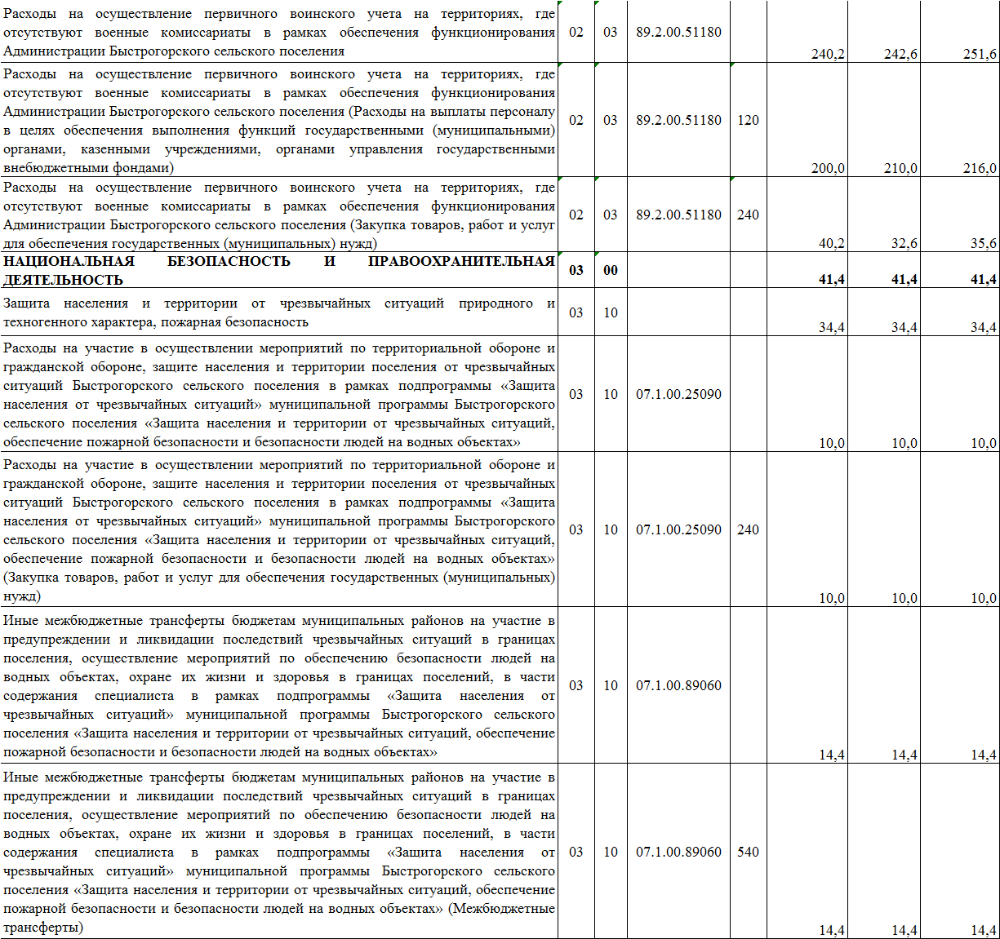 Расходы на осуществление первичного воинского учета на территориях, где
отсутствуют военные комиссариаты в рамках обеспечения функционирования
Администрации Быстрогорского сельского поселения
02 03 89.2.00.51180
240,2 242,6 251,6
Расходы на осуществление первичного воинского учета на территориях, где
отсутствуют военные комиссариаты в рамках обеспечения функционирования
Администрации Быстрогорского сельского поселения (Расходы на выплаты персоналу
в целях обеспечения выполнения функций государственными (муниципальными)
органами, казенными учреждениями, органами управления государственными
внебюджетными фондами)
02 03 89.2.00.51180 120
200,0 210,0 216,0
Расходы на осуществление первичного воинского учета на территориях, где
отсутствуют военные комиссариаты в рамках обеспечения функционирования
Администрации Быстрогорского сельского поселения (Закупка товаров, работ и услуг
для обеспечения государственных (муниципальных) нужд)
02 03 89.2.00.51180 240
40,2 32,6 35,6
НАЦИОНАЛЬНАЯ БЕЗОПАСНОСТЬ И ПРАВООХРАНИТЕЛЬНАЯ
ДЕЯТЕЛЬНОСТЬ
03 00
41,4 41,4 41,4
Защита населения и территории от чрезвычайных ситуаций природного и
техногенного характера, пожарная безопасность
03 10
34,4 34,4 34,4
Расходы на участие в осуществлении мероприятий по территориальной обороне и
гражданской обороне, защите населения и территории поселения от чрезвычайных
ситуаций Быстрогорского сельского поселения в рамках подпрограммы «Защита
населения от чрезвычайных ситуаций» муниципальной программы Быстрогорского
сельского поселения «Защита населения и территории от чрезвычайных ситуаций,
обеспечение пожарной безопасности и безопасности людей на водных объектах»
03 10 07.1.00.25090
10,0 10,0 10,0
Расходы на участие в осуществлении мероприятий по территориальной обороне и
гражданской обороне, защите населения и территории поселения от чрезвычайных
ситуаций Быстрогорского сельского поселения в рамках подпрограммы «Защита
населения от чрезвычайных ситуаций» муниципальной программы Быстрогорского
сельского поселения «Защита населения и территории от чрезвычайных ситуаций,
обеспечение пожарной безопасности и безопасности людей на водных объектах»
(Закупка товаров, работ и услуг для обеспечения государственных (муниципальных)
нужд)
03 10 07.1.00.25090 240
10,0 10,0 10,0
Иные межбюджетные трансферты бюджетам муниципальных районов на участие в
предупреждении и ликвидации последствий чрезвычайных ситуаций в границах
поселения, осуществление мероприятий по обеспечению безопасности людей на
водных объектах, охране их жизни и здоровья в границах поселений, в части
содержания специалиста в рамках подпрограммы «Защита населения от
чрезвычайных ситуаций» муниципальной программы Быстрогорского сельского
поселения «Защита населения и территории от чрезвычайных ситуаций, обеспечение
пожарной безопасности и безопасности людей на водных объектах»
03 10 07.1.00.89060
14,4 14,4 14,4
Иные межбюджетные трансферты бюджетам муниципальных районов на участие в
предупреждении и ликвидации последствий чрезвычайных ситуаций в границах
поселения, осуществление мероприятий по обеспечению безопасности людей на
водных объектах, охране их жизни и здоровья в границах поселений, в части
содержания специалиста в рамках подпрограммы «Защита населения от
чрезвычайных ситуаций» муниципальной программы Быстрогорского сельского
поселения «Защита населения и территории от чрезвычайных ситуаций, обеспечение
пожарной безопасности и безопасности людей на водных объектах» (Межбюджетные
трансферты)
03 10 07.1.00.89060 540
14,4 14,4 14,4